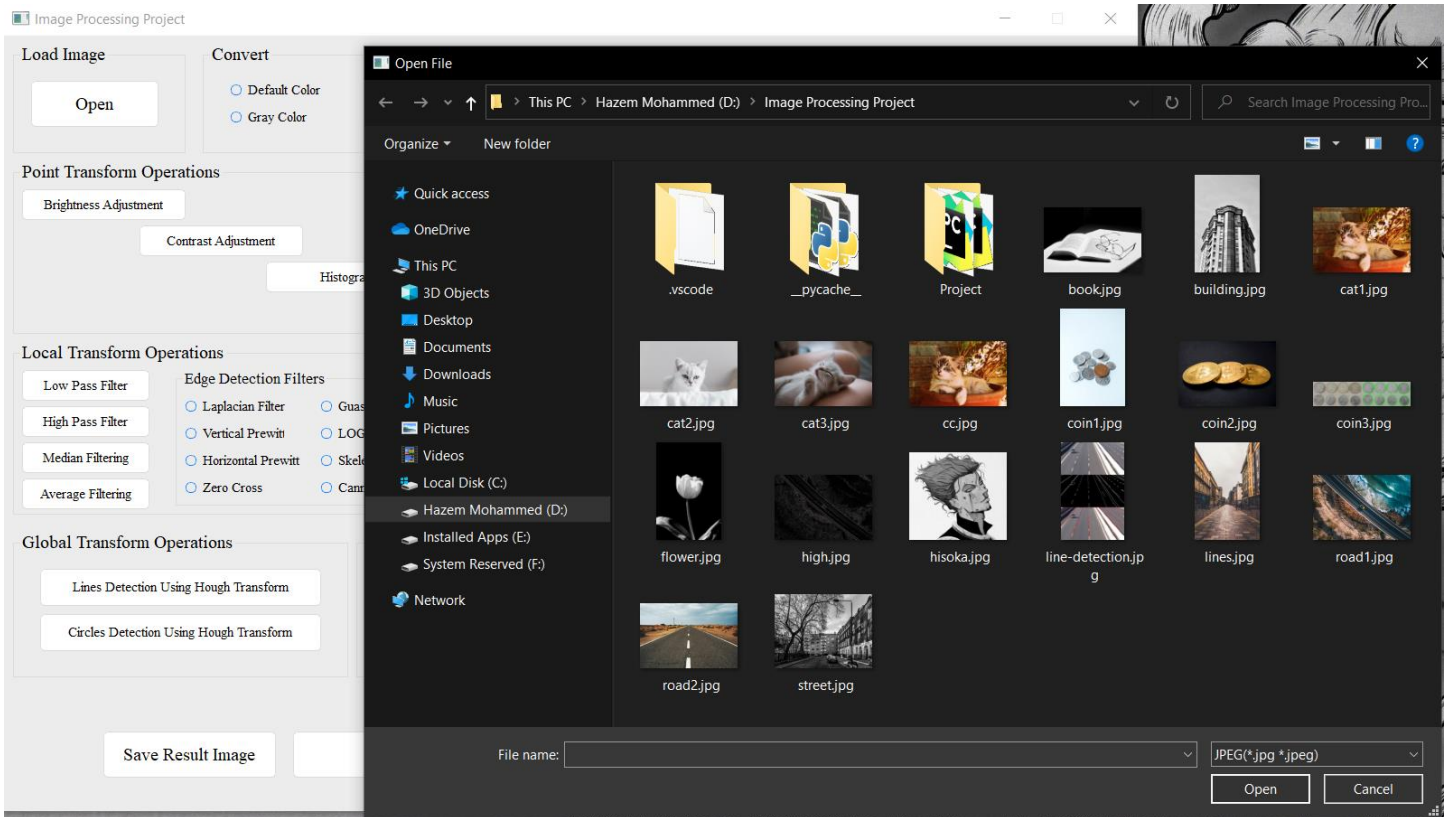 Image Processing Project
Load Image
Open
Convert
Default Color
Gray Color
Point Transform Operations
Brightness Adjustment
Contrast Adjustment
Histogra
Local Transform Operations
Low Pass Filter
High Pass Filter
Median Filtering
Average Filtering
Edge Detection Filters
Laplacian Filter
Guas
Vertical Prewitt
LOG
Horizontal Prewitt
Skele
Zero Cross
Cann
Global Transform Operations
Lines Detection Using Hough Transform
Circles Detection Using Hough Transform
Save Result Image
Open File
This PC > Hazem Mohammed (D:) > Image Processing Project
Search Image Processing Pro...
Organize
New folder
Quick access
OneDrive
This PC
3D Objects
Desktop
Documents
Downloads
Music
Pictures
Videos
Local Disk (C:)
Hazem Mohammed (D:)
Installed Apps (E:)
System Reserved (F:)
Network
PC
.vscode
__pycache__
Project
book.jpg
building.jpg
cat1.jpg
cat2.jpg
cat3.jpg
cc.jpg
coin1.jpg
coin2.jpg
coin3.jpg
flower.jpg
high.jpg
hisoka.jpg
line-detection.jp
g
lines.jpg
road1.jpg
road2.jpg
street.jpg
File name:
JPEG(*.jpg *.jpeg)
Open
Cancel